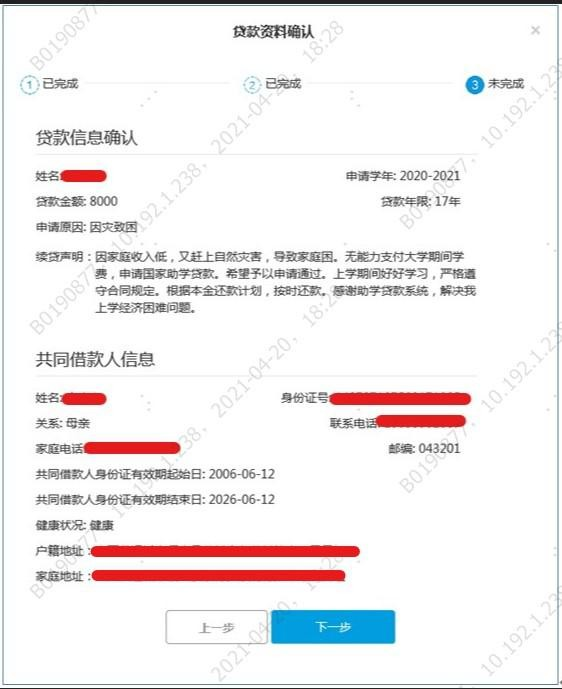 贷款资料确认
×
1 已完成
2 已完成
3 未完成
贷款信息确认
姓名:
申请学年: 2020-2021
贷款金额: 8000
贷款年限: 17年
申请原因: 因灾致困
续贷声明: 因家庭收入低，又赶上自然灾害，导致家庭困。无能力支付大学期间学
费，申请国家助学贷款。希望予以申请通过。上学期间好好学习，严格遵
守合同规定。根据本金还款计划，按时还款。感谢助学贷款系统，解决我
上学经济困难问题。
共同借款人信息
姓名:
身份证号:
关系: 母亲
联系电话:
家庭电话:
邮编: 043201
共同借款人身份证有效期起始日: 2006-06-12
共同借款人身份证有效期结束日: 2026-06-12
健康状况: 健康
户籍地址:
家庭地址:
上一步
下一步
B0190877, 10.192.1.238, 2021-04-20, 18:28